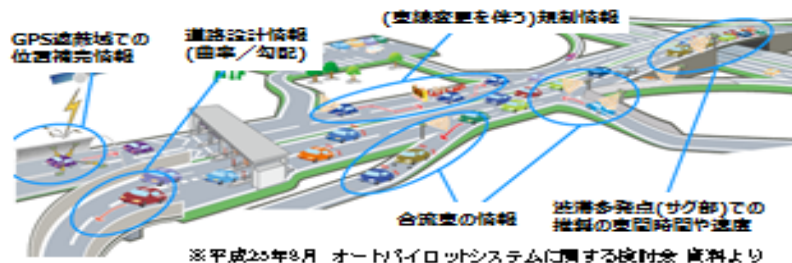 (車線変更を伴う)規制情報
GPS遮蔽域での
位置補完情報
道路設計情報
(曲率／勾配)
合流車の情報
渋滞多発点(サグ部)での
推奨の車間時間や速度
※平成25年8月 オートパイロットシステムに関する検討会 資料より